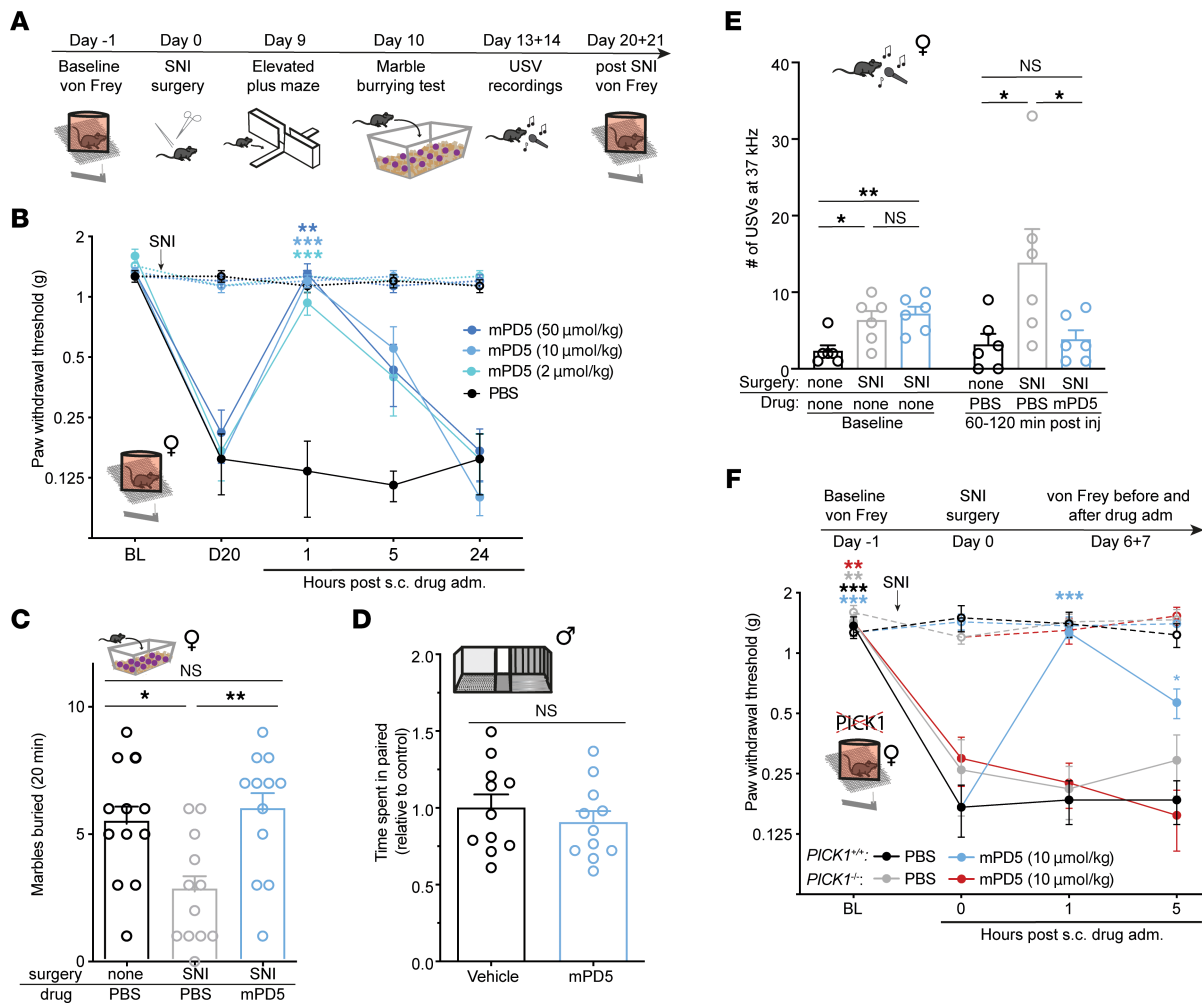 A
Day -1 Day 0 Day 9 Day 10 Day 13+14 Day 20+21
Baseline SNI Elevated Marble USV post SNI
von Frey surgery plus maze burrying test recordings von Frey
B
Paw withdrawal threshold (g)
2
1
0.5
0.25
0.125
SNI
**
***
***
mPD5 (50 µmol/kg)
mPD5 (10 µmol/kg)
mPD5 (2 µmol/kg)
PBS
♀
BL D20 1 5 24
Hours post s.c. drug adm.
C
♀
Marbles buried (20 min)
NS
* **
10
5
0
surgery none SNI SNI
drug PBS PBS mPD5
D
♂
Time spent in paired
(relative to control)
NS
2.0
1.5
1.0
0.5
0.0
Vehicle mPD5
E
♀
# of USVs at 37 kHz
40
30
20
10
0
NS
* *
**
* NS
Surgery: none SNI SNI none SNI SNI
Drug: none none none PBS PBS mPD5
Baseline 60-120 min post inj
F
Baseline SNI von Frey before and
von Frey surgery after drug adm
Day -1 Day 0 Day 6+7
**
**
***
***
SNI
***
*
Paw withdrawal threshold (g)
2
1
0.5
0.25
0.125
PICK1
♀
PICK1+/+: PBS mPD5 (10 µmol/kg)
PICK1-/-: PBS mPD5 (10 µmol/kg)
BL 0 1 5
Hours post s.c. drug adm.